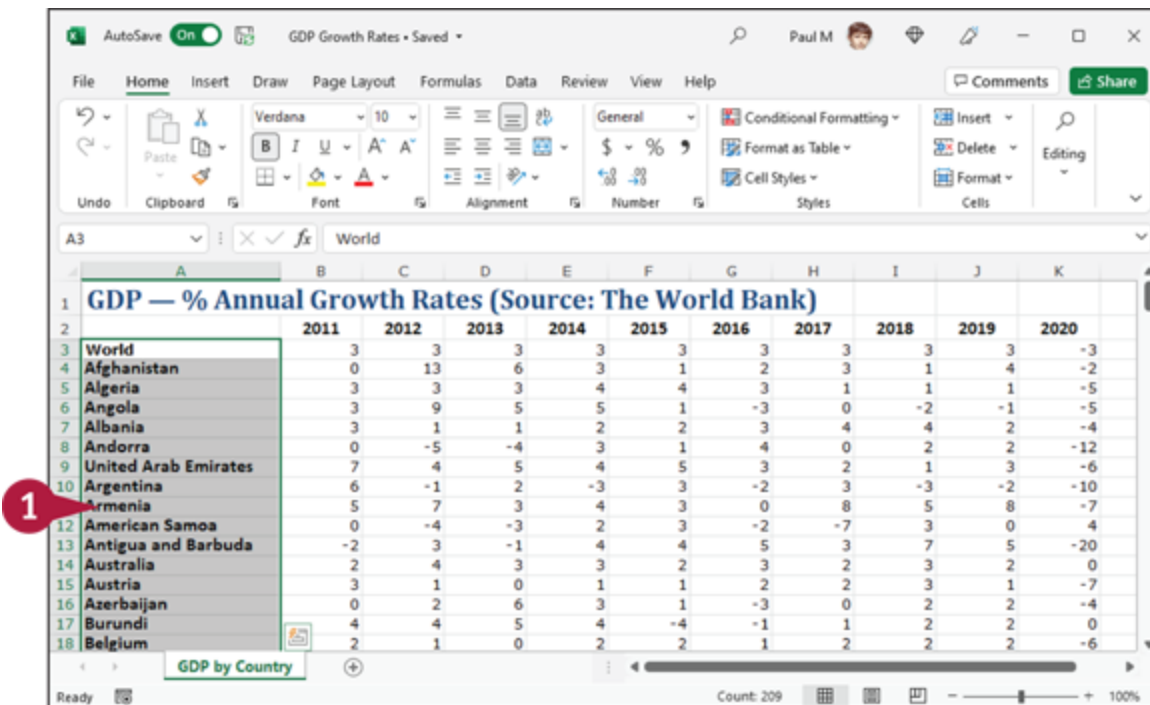 AutoSave On GDP Growth Rates • Saved Paul M
File Home Insert Draw Page Layout Formulas Data Review View Help Comments Share
Verdana 10 ab General Conditional Formatting Insert
Paste B I U A A $ % 9 Format as Table Delete Editing
A Cell Styles Format
Undo Clipboard Font Alignment Number Styles Cells
A3 fx World
A B C D E F G H I J K
1 GDP — % Annual Growth Rates (Source: The World Bank)
2 2011 2012 2013 2014 2015 2016 2017 2018 2019 2020
3 World 3 3 3 3 3 3 3 3 3 -3
4 Afghanistan 0 13 6 3 1 2 3 1 4 -2
5 Algeria 3 3 3 4 4 3 1 1 1 -5
6 Angola 3 9 5 5 1 -3 0 -2 -1 -5
7 Albania 3 1 1 2 2 3 4 4 2 -4
8 Andorra 0 -5 -4 3 1 4 0 2 2 -12
9 United Arab Emirates 7 4 5 4 5 3 2 1 3 -6
10 Argentina 6 -1 2 -3 3 -2 3 -3 -2 -10
1 Armenia 5 7 3 4 3 0 8 5 8 -7
12 American Samoa 0 -4 -3 2 3 -2 -7 3 0 4
13 Antigua and Barbuda -2 3 -1 4 4 5 3 7 5 -20
14 Australia 2 4 3 3 2 3 2 3 2 0
15 Austria 3 1 0 1 1 2 2 3 1 -7
16 Azerbaijan 0 2 6 3 1 -3 0 2 2 -4
17 Burundi 4 4 5 4 -4 -1 1 2 2 0
18 Belgium 2 1 0 2 2 1 2 2 2 -6
GDP by Country
Ready Count: 209 100%